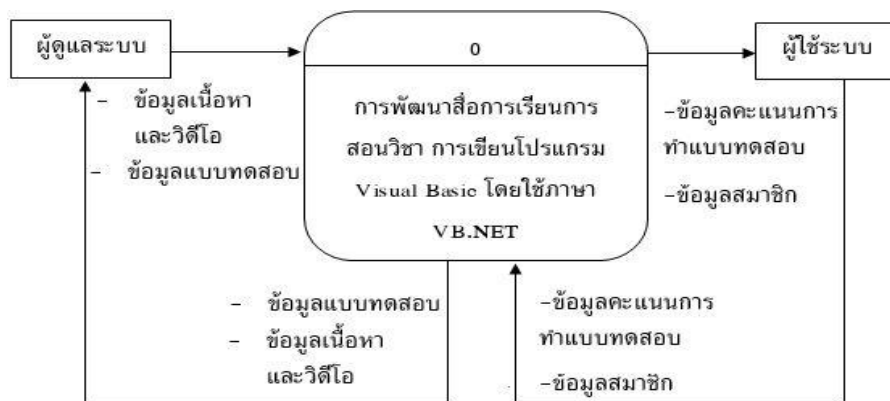 ผู้ดูแลระบบ
0
ผู้ใช้ระบบ
- ข้อมูลเนื้อหา
และวิดีโอ
- ข้อมูลแบบทดสอบ
การพัฒนาสื่อการเรียนการ
สอนวิชา การเขียนโปรแกรม
Visual Basic โดยใช้ภาษา
VB.NET
-ข้อมูลคะแนนการ
ทำแบบทดสอบ
-ข้อมูลสมาชิก
- ข้อมูลแบบทดสอบ
- ข้อมูลเนื้อหา
และวิดีโอ
-ข้อมูลคะแนนการ
ทำแบบทดสอบ
-ข้อมูลสมาชิก